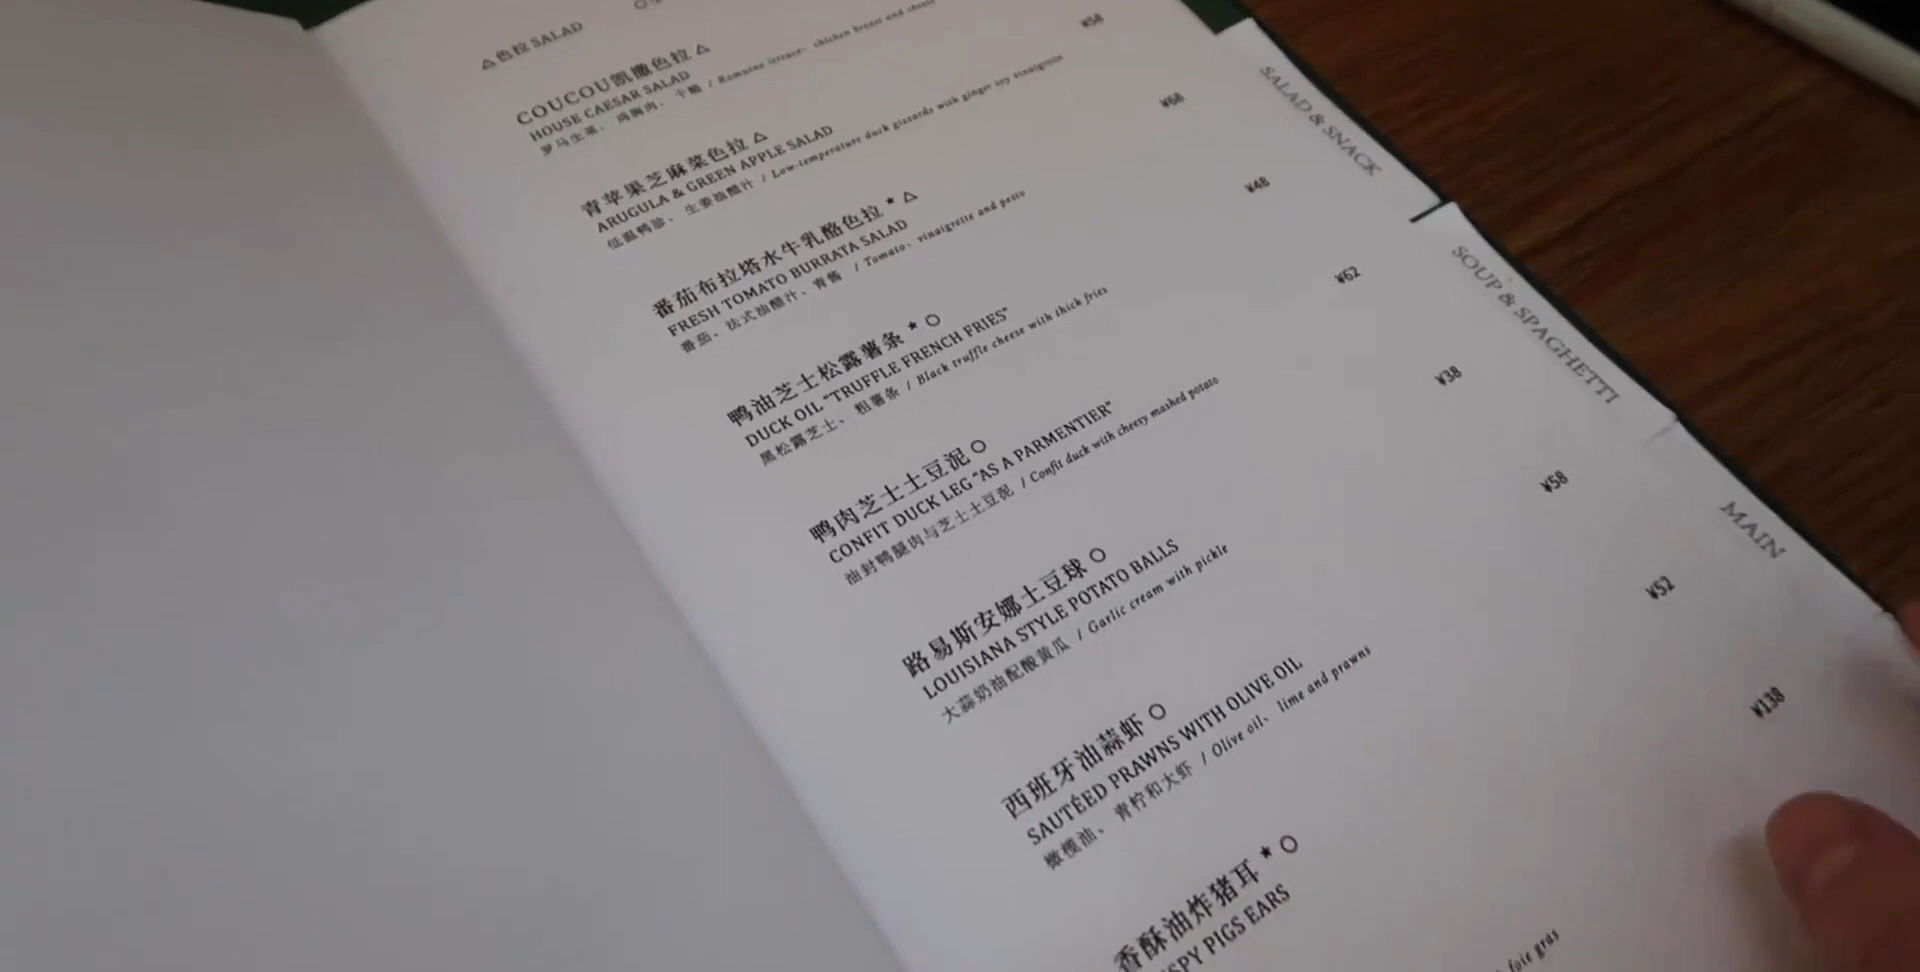 △色拉 SALAD
COUCOU凯撒色拉 △
HOUSE CAESAR SALAD
罗马生菜、鸡胸肉、干酪 / Romaine lettuce、chicken breast and cheese
青苹果芝麻菜色拉 △ ¥58
ARUGULA & GREEN APPLE SALAD
低温鸭胗、生姜油醋汁 / Low-temperature duck gizzards with ginger soy vinaigrette
番茄布拉塔水牛乳酪色拉 * △ ¥68
FRESH TOMATO BURRATA SALAD
番茄、法式油醋汁、青酱 / Tomato、vinaigrette and pesto
鸭油芝士松露薯条 * ○ ¥48
DUCK OIL "TRUFFLE FRENCH FRIES"
黑松露芝士、粗薯条 / Black truffle cheese with thick fries
鸭肉芝士土豆泥 ○ ¥62
CONFIT DUCK LEG "AS A PARMENTIER"
油封鸭腿肉与芝士土豆泥 / Confit duck with cheesy mashed potato
路易斯安娜土豆球 ○ ¥38
LOUISIANA STYLE POTATO BALLS
大蒜奶油配酸黄瓜 / Garlic cream with pickle
西班牙油蒜虾 ○ ¥58
SAUTÉED PRAWNS WITH OLIVE OIL
橄榄油、青柠和大虾 / Olive oil、lime and prawns
香酥油炸猪耳 * ○ ¥52
SPY PIGS EARS
¥138
foie gras
SALAD & SNACK
SOUP & SPAGHETTI
MAIN